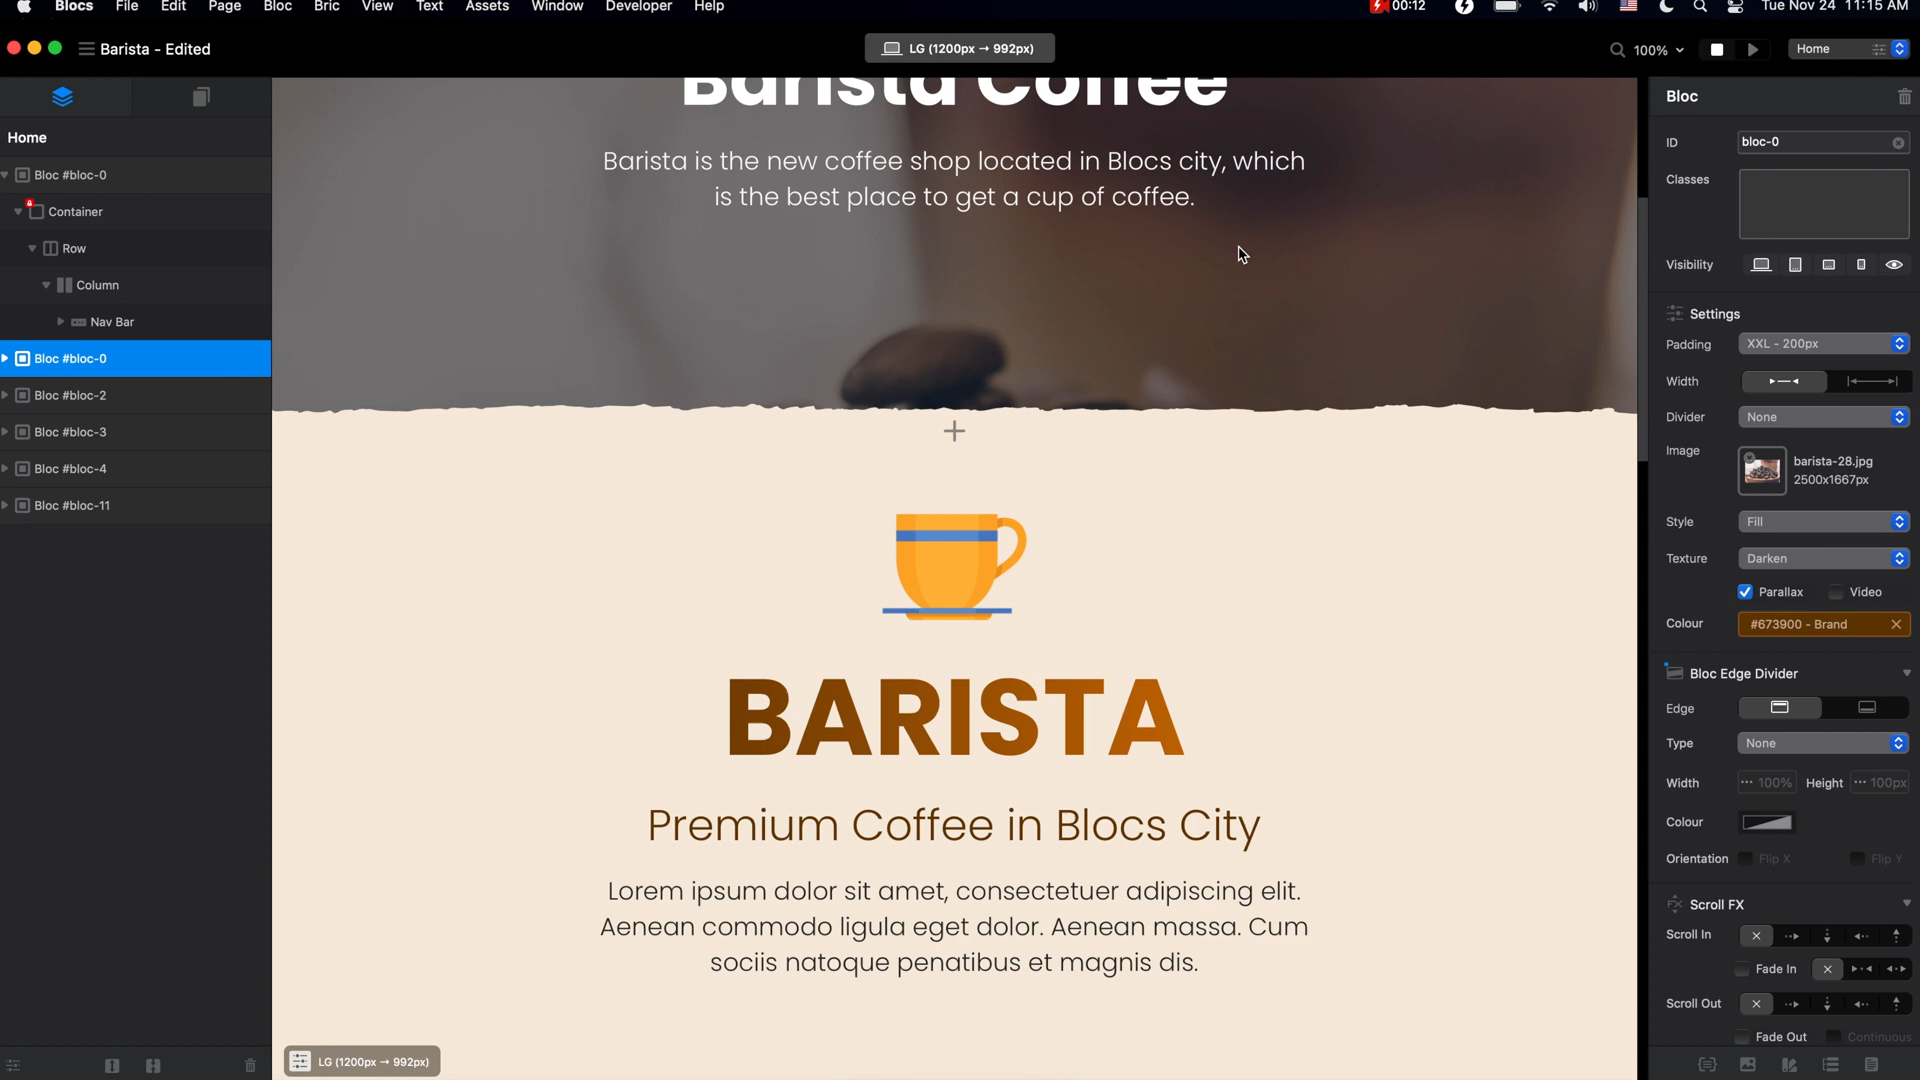 Blocs File Edit Page Bloc Bric View Text Assets Window Developer Help 00:12 Tue Nov 24 11:15 AM
Barista - Edited
LG (1200px → 992px)
100%
Home
Home
Bloc #bloc-0
Container
Row
Column
Nav Bar
Bloc #bloc-0
Bloc #bloc-2
Bloc #bloc-3
Bloc #bloc-4
Bloc #bloc-11
Barista Coffee
Barista is the new coffee shop located in Blocs city, which
is the best place to get a cup of coffee.
BARISTA
Premium Coffee in Blocs City
Lorem ipsum dolor sit amet, consectetuer adipiscing elit.
Aenean commodo ligula eget dolor. Aenean massa. Cum
sociis natoque penatibus et magnis dis.
LG (1200px → 992px)
Bloc
ID bloc-0
Classes
Visibility
Settings
Padding XXL - 200px
Width
Divider None
Image barista-28.jpg
2500x1667px
Style Fill
Texture Darken
Parallax Video
Colour #673900 - Brand
Bloc Edge Divider
Edge
Type None
Width 100% Height 100px
Colour
Orientation Flip X Flip Y
FX Scroll FX
Scroll In
Fade In
Scroll Out
Fade Out Continuous